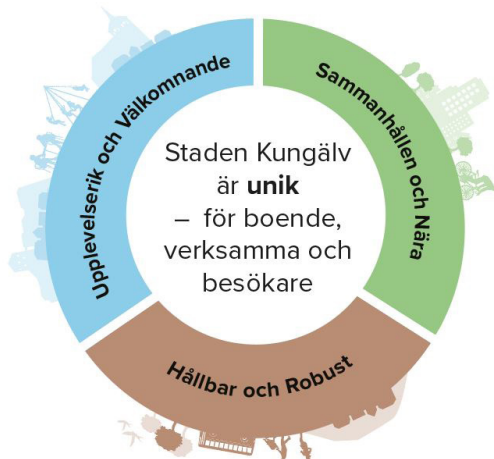 Upplevelserik och Välkomnande
Sammanhållen och Nära
Staden Kungälv
är unik
– för boende,
verksamma och
besökare
Hållbar och Robust